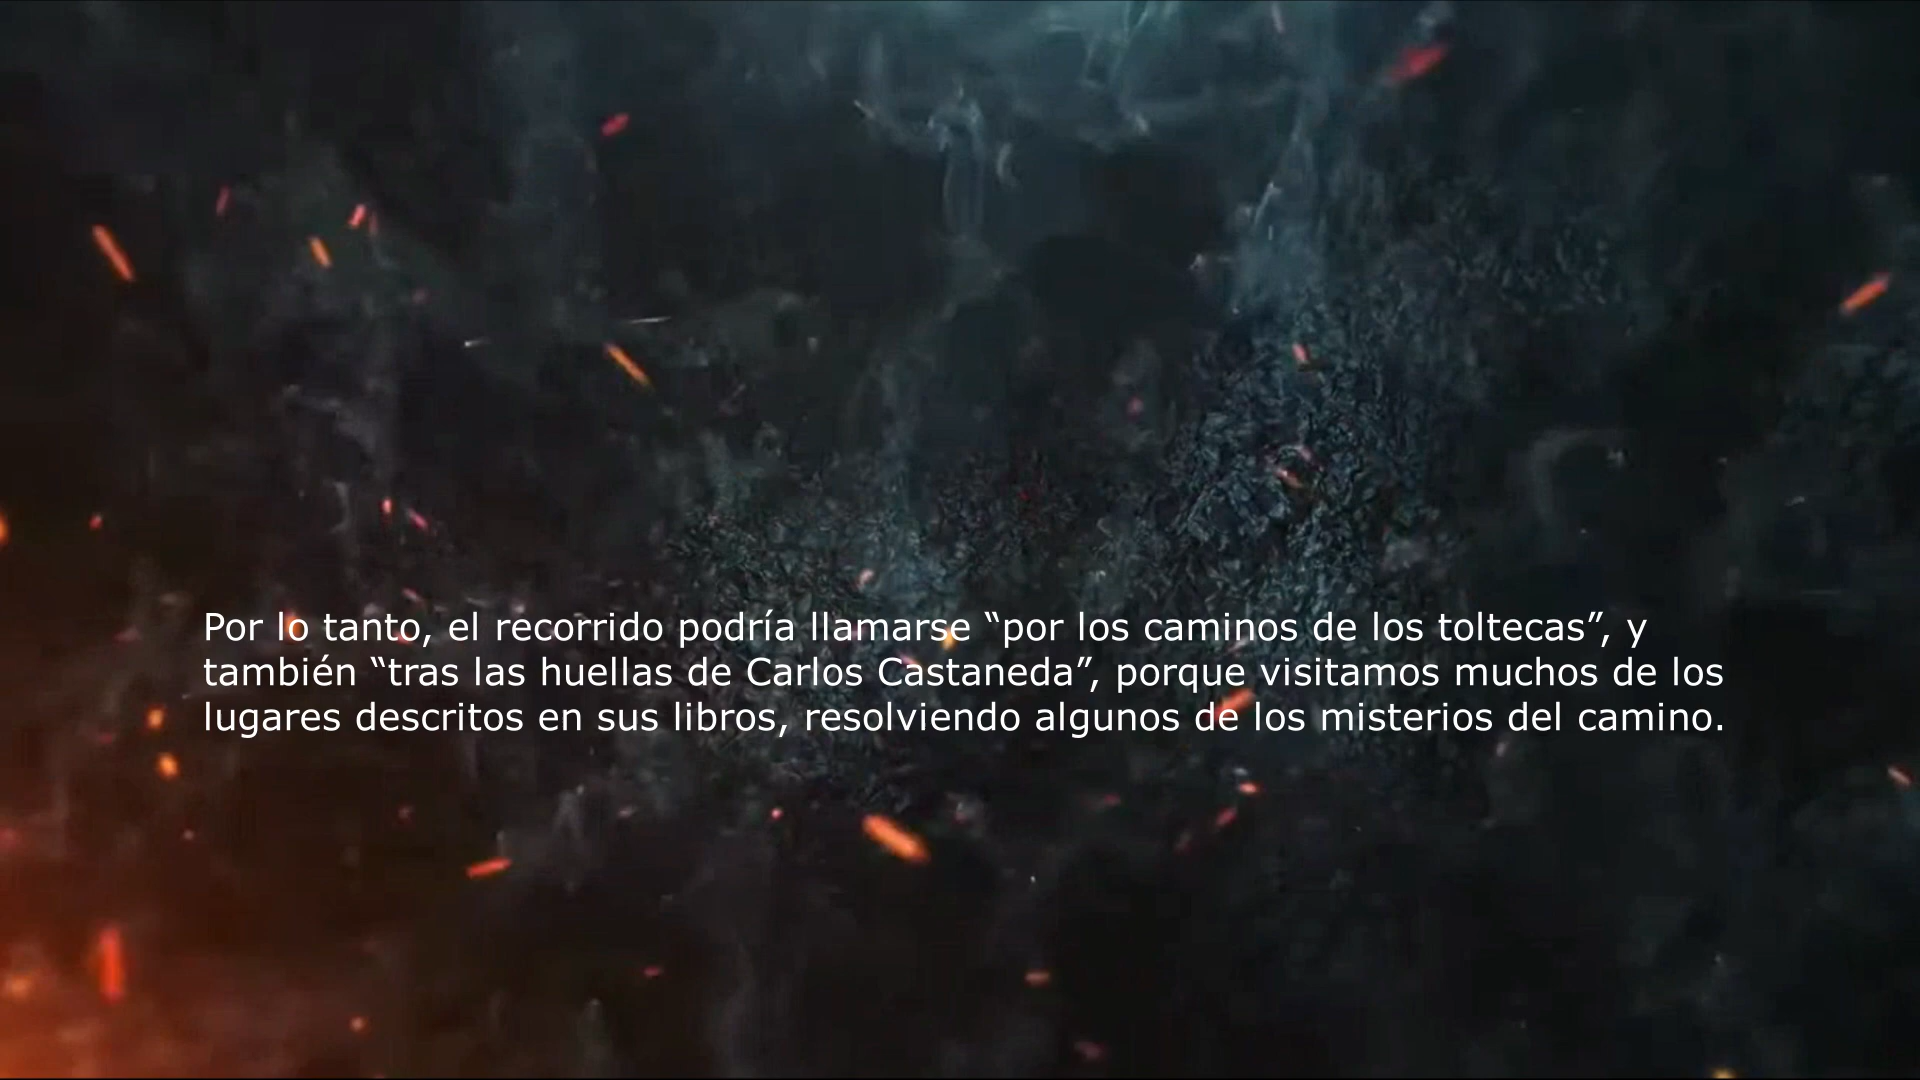 Por lo tanto, el recorrido podría llamarse “por los caminos de los toltecas”, y
también “tras las huellas de Carlos Castaneda”, porque visitamos muchos de los
lugares descritos en sus libros, resolviendo algunos de los misterios del camino.